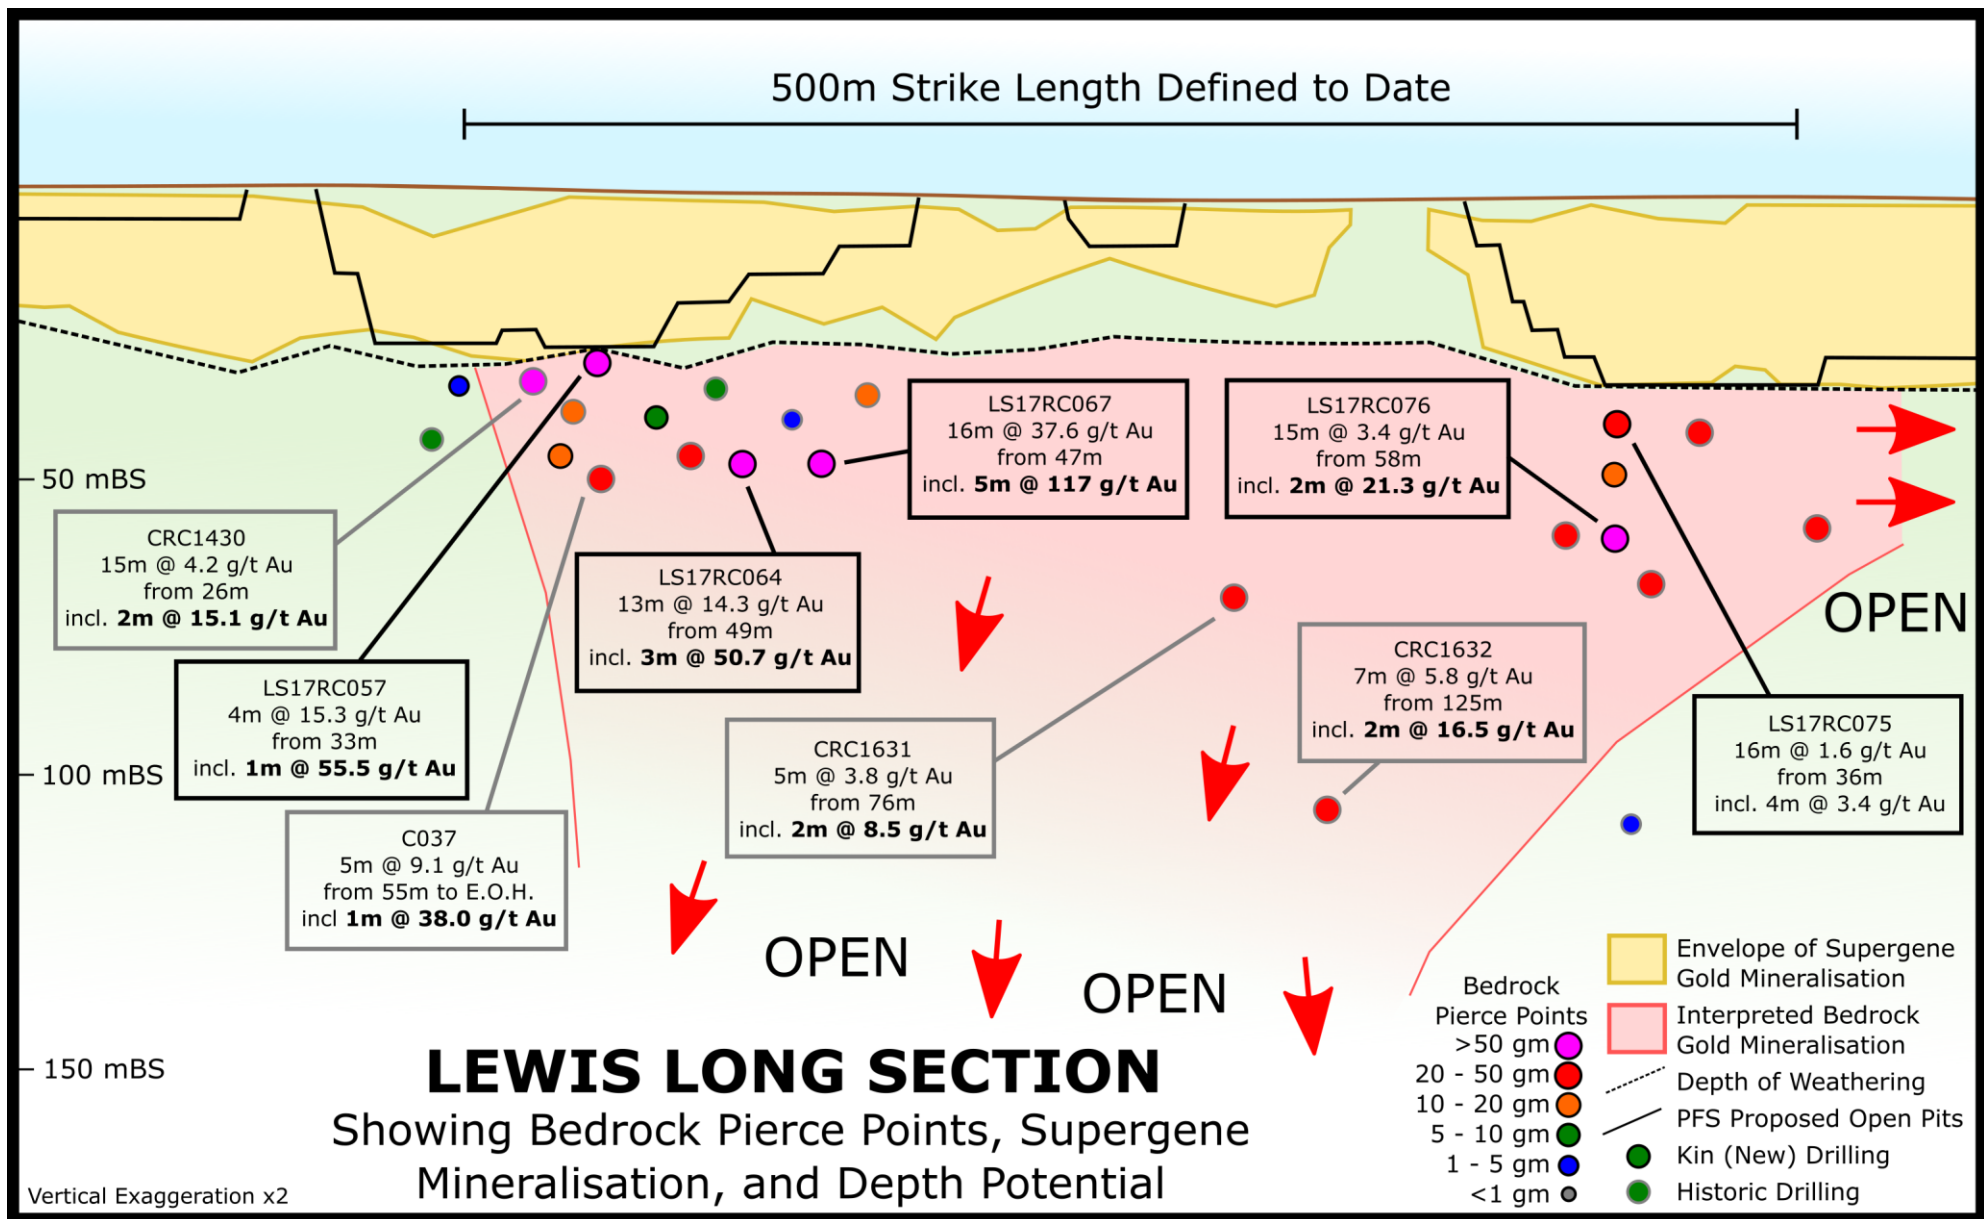 500m Strike Length Defined to Date
LS17RC067
16m @ 37.6 g/t Au
from 47m
incl. 5m @ 117 g/t Au
LS17RC076
15m @ 3.4 g/t Au
from 58m
incl. 2m @ 21.3 g/t Au
50 mBS
CRC1430
15m @ 4.2 g/t Au
from 26m
incl. 2m @ 15.1 g/t Au
LS17RC064
13m @ 14.3 g/t Au
from 49m
incl. 3m @ 50.7 g/t Au
OPEN
CRC1632
7m @ 5.8 g/t Au
from 125m
incl. 2m @ 16.5 g/t Au
LS17RC057
4m @ 15.3 g/t Au
from 33m
incl. 1m @ 55.5 g/t Au
LS17RC075
16m @ 1.6 g/t Au
from 36m
incl. 4m @ 3.4 g/t Au
100 mBS
CRC1631
5m @ 3.8 g/t Au
from 76m
incl. 2m @ 8.5 g/t Au
C037
5m @ 9.1 g/t Au
from 55m to E.O.H.
incl 1m @ 38.0 g/t Au
OPEN
OPEN
150 mBS
LEWIS LONG SECTION
Showing Bedrock Pierce Points, Supergene
Mineralisation, and Depth Potential
Vertical Exaggeration x2
Bedrock
Pierce Points
>50 gm
20 - 50 gm
10 - 20 gm
5 - 10 gm
1 - 5 gm
<1 gm
Envelope of Supergene
Gold Mineralisation
Interpreted Bedrock
Gold Mineralisation
Depth of Weathering
PFS Proposed Open Pits
Kin (New) Drilling
Historic Drilling